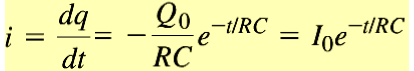 i = dq/dt = − Q₀/RC e^{−t/RC} = I₀e^{−t/RC}